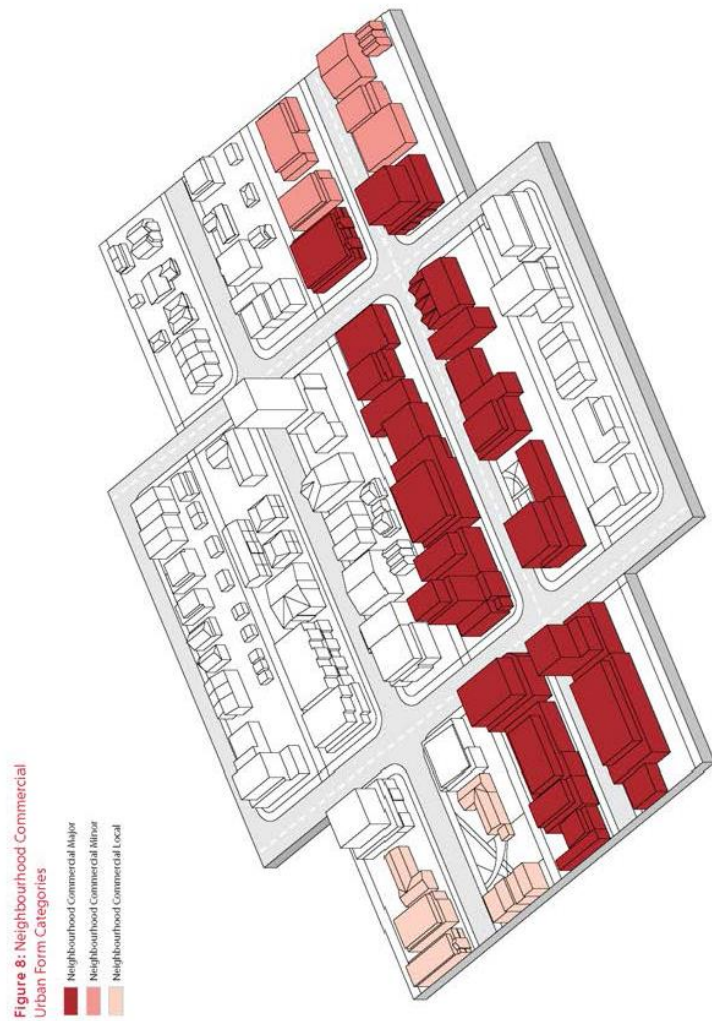 Figure 8: Neighbourhood Commercial
Urban Form Categories
Neighbourhood Commercial Major
Neighbourhood Commercial Minor
Neighbourhood Commercial Local